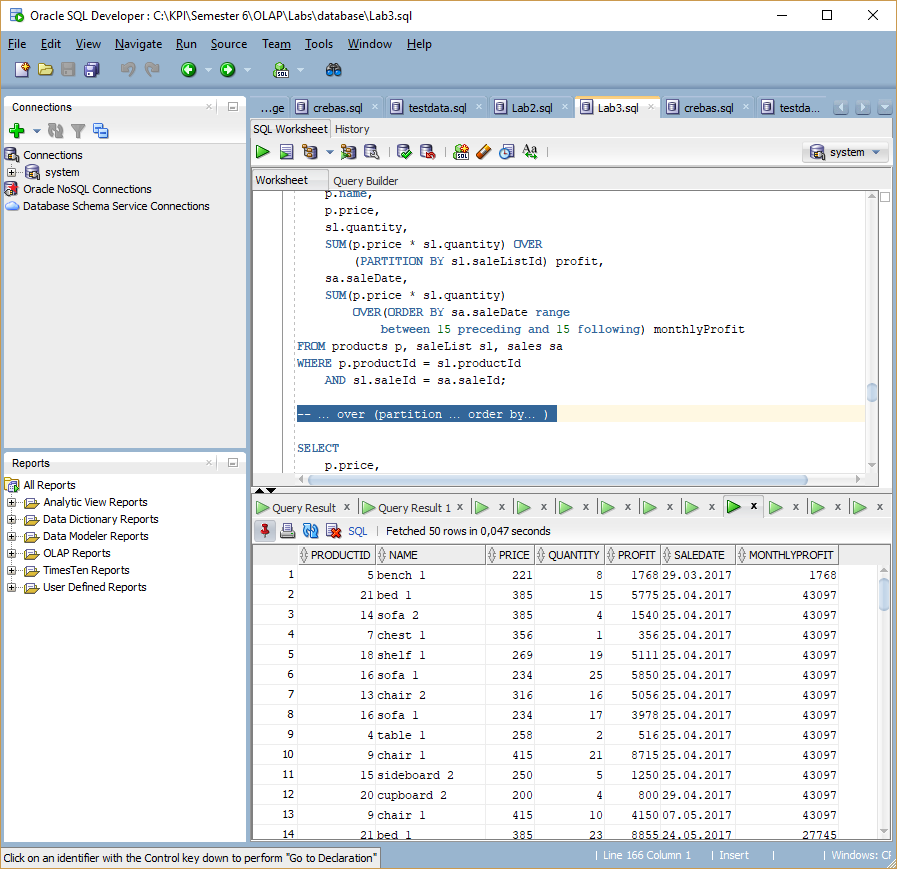 Oracle SQL Developer : C:\KPI\Semester 6\OLAP\Labs\database\Lab3.sql
File Edit View Navigate Run Source Team Tools Window Help
Connections
Connections
system
Oracle NoSQL Connections
Database Schema Service Connections
Reports
All Reports
Analytic View Reports
Data Dictionary Reports
Data Modeler Reports
OLAP Reports
TimesTen Reports
User Defined Reports
...ge crebas.sql testdata.sql Lab2.sql Lab3.sql crebas.sql testda...
SQL Worksheet History
system
Worksheet Query Builder
p.name,
p.price,
sl.quantity,
SUM(p.price * sl.quantity) OVER
(PARTITION BY sl.saleListId) profit,
sa.saleDate,
SUM(p.price * sl.quantity)
OVER(ORDER BY sa.saleDate range
between 15 preceding and 15 following) monthlyProfit
FROM products p, saleList sl, sales sa
WHERE p.productId = sl.productId
AND sl.saleId = sa.saleId;
-- … over (partition … order by… )
SELECT
p.price,
Query Result Query Result 1
SQL | Fetched 50 rows in 0,047 seconds
PRODUCTID NAME PRICE QUANTITY PROFIT SALEDATE MONTHLYPROFIT
1 5 bench 1 221 8 1768 29.03.2017 1768
2 21 bed 1 385 15 5775 25.04.2017 43097
3 14 sofa 2 385 4 1540 25.04.2017 43097
4 7 chest 1 356 1 356 25.04.2017 43097
5 18 shelf 1 269 19 5111 25.04.2017 43097
6 16 sofa 1 234 25 5850 25.04.2017 43097
7 13 chair 2 316 16 5056 25.04.2017 43097
8 16 sofa 1 234 17 3978 25.04.2017 43097
9 4 table 1 258 2 516 25.04.2017 43097
10 9 chair 1 415 21 8715 25.04.2017 43097
11 15 sideboard 2 250 5 1250 25.04.2017 43097
12 20 cupboard 2 200 4 800 29.04.2017 43097
13 9 chair 1 415 10 4150 07.05.2017 43097
14 21 bed 1 385 23 8855 24.05.2017 27745
Click on an identifier with the Control key down to perform "Go to Declaration"
Line 166 Column 1 | Insert | | Windows: CF